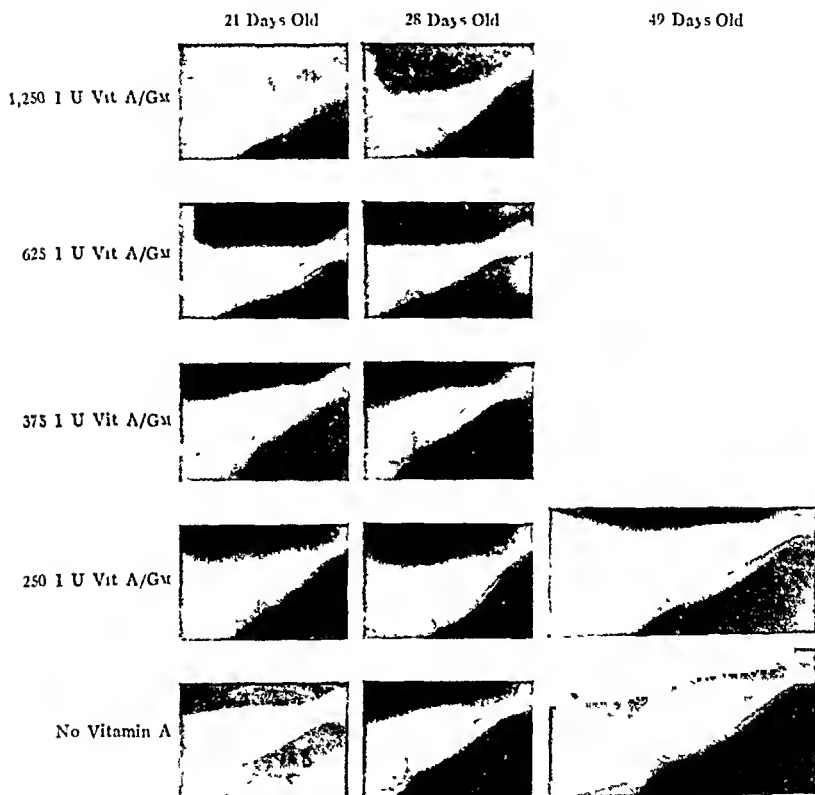 21 Days Old 28 Days Old 49 Days Old
1,250 I U Vit A/GM
625 I U Vit A/GM
375 I U Vit A/GM
250 I U Vit A/GM
No Vitamin A